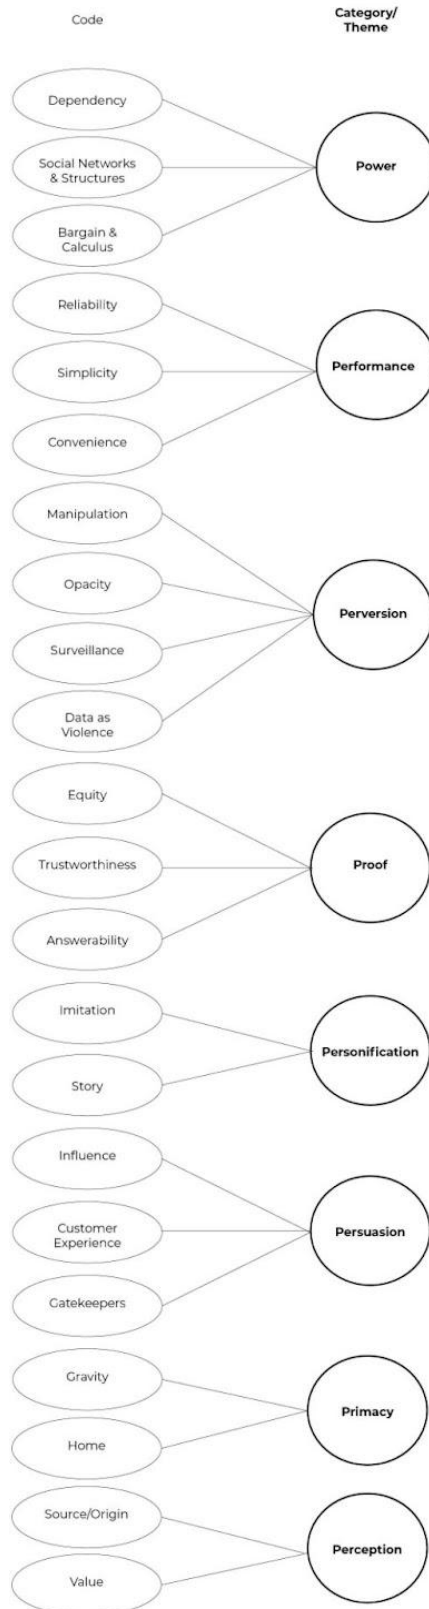 Code
Category/
Theme
Dependency
Social Networks
& Structures
Bargain &
Calculus
Power
Reliability
Simplicity
Convenience
Performance
Manipulation
Opacity
Surveillance
Data as
Violence
Perversion
Equity
Trustworthiness
Answerability
Proof
Imitation
Story
Personification
Influence
Customer
Experience
Gatekeepers
Persuasion
Gravity
Home
Primacy
Source/Origin
Value
Perception